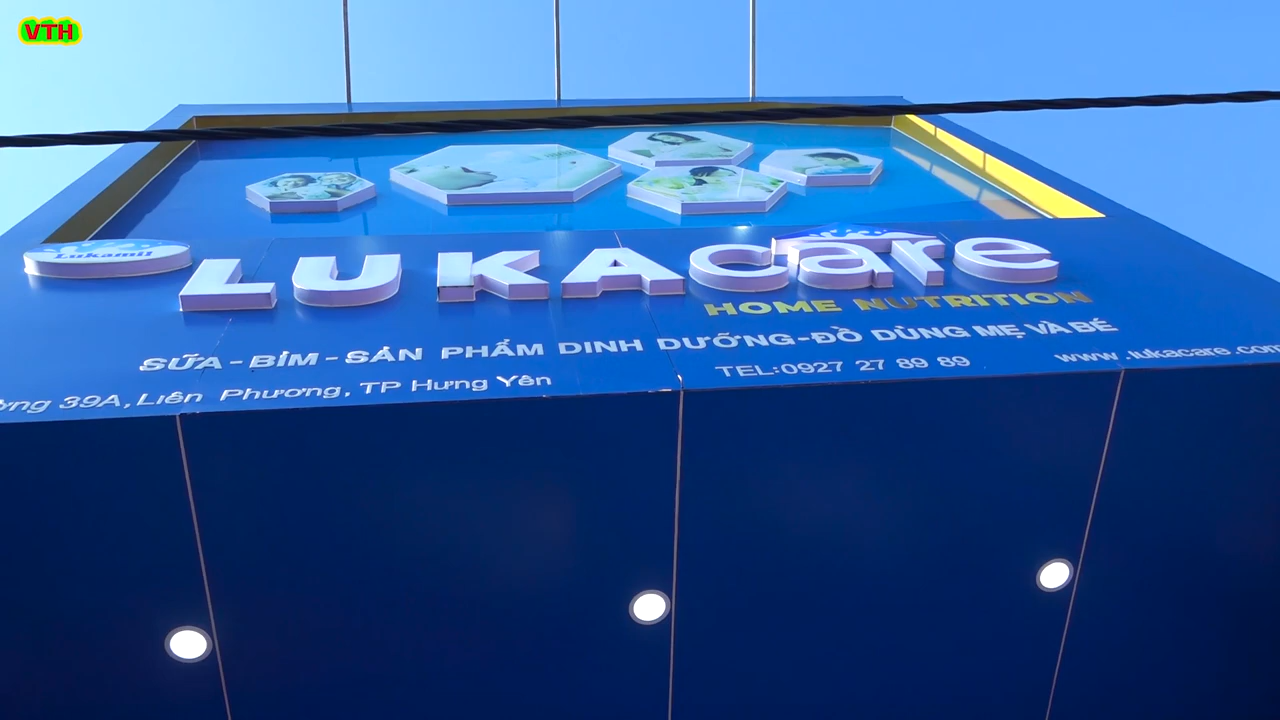 VTH
Lukamil
LUKAcare
HOME NUTRITION
SỮA - BỈM - SẢN PHẨM DINH DƯỠNG-ĐỒ DÙNG MẸ VÀ BÉ
39A, Liên Phương, TP Hưng Yên
TEL:0927 27 89 89
www.lukacare.com